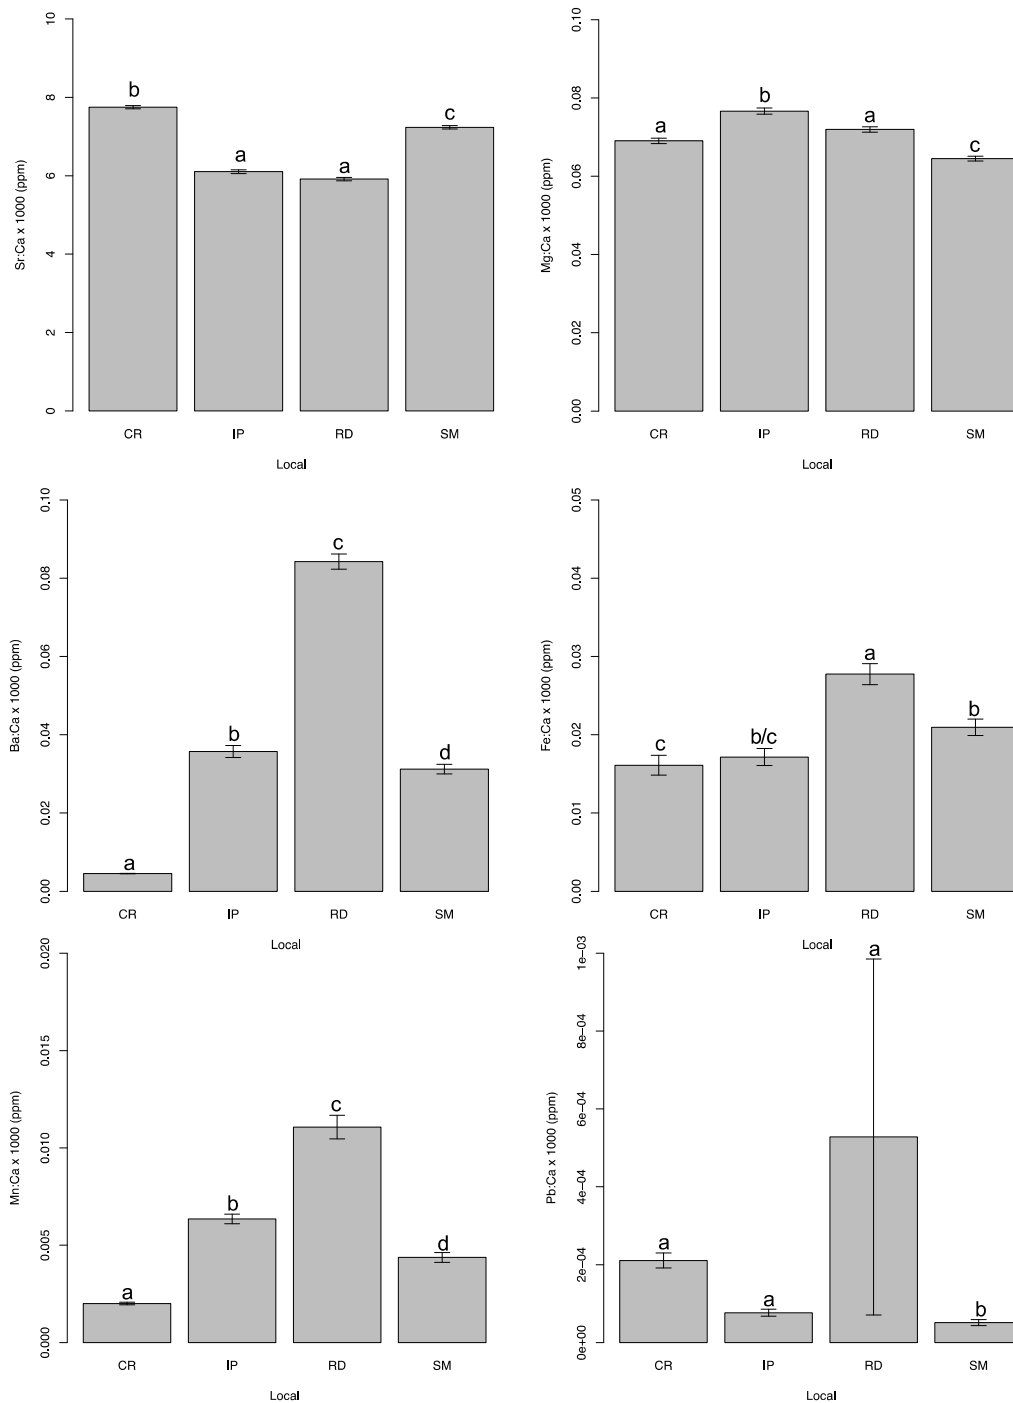 Sr:Ca x 1000 (ppm)
10
8
6
4
2
0
b
a
a
c
CR IP RD SM
Local
Mg:Ca x 1000 (ppm)
0.10
0.08
0.06
0.04
0.02
0.00
a
b
a
c
CR IP RD SM
Local
Ba:Ca x 1000 (ppm)
0.10
0.08
0.06
0.04
0.02
0.00
a
b
c
d
CR IP RD SM
Local
Fe:Ca x 1000 (ppm)
0.05
0.04
0.03
0.02
0.01
0.00
c
b/c
a
b
CR IP RD SM
Local
Mn:Ca x 1000 (ppm)
0.020
0.015
0.010
0.005
0.000
a
b
c
d
CR IP RD SM
Local
Pb:Ca x 1000 (ppm)
1e−03
8e−04
6e−04
4e−04
2e−04
0e+00
a
a
a
b
CR IP RD SM
Local